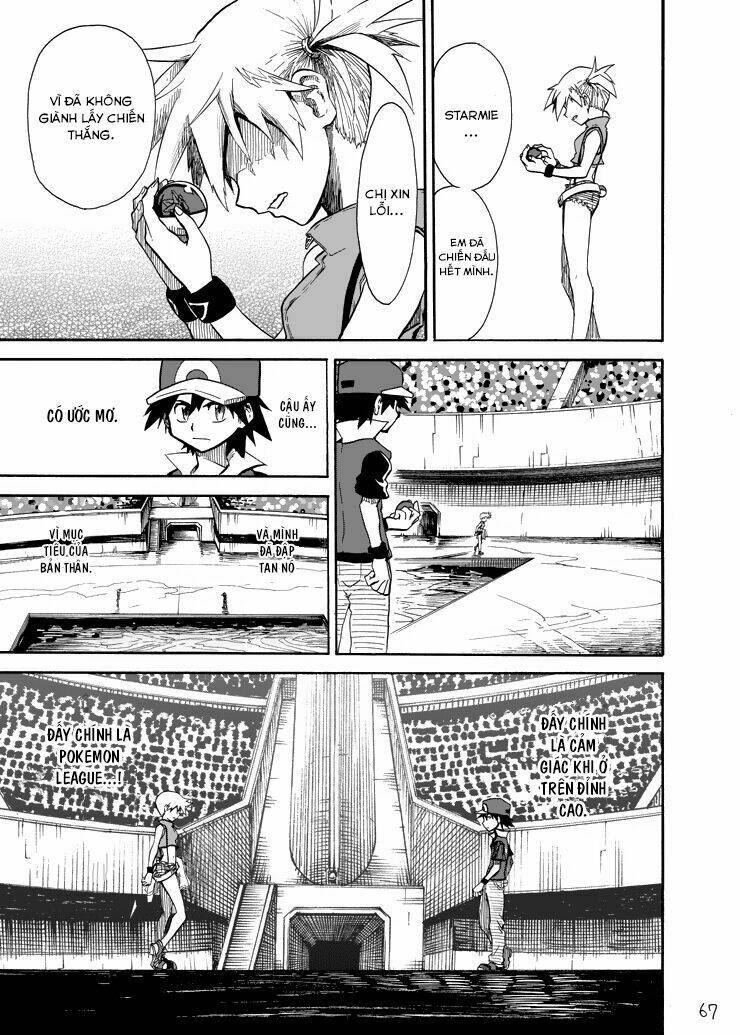 STARMIE
...
EM ĐÃ
CHIẾN ĐẤU
HẾT MÌNH.
CHỊ XIN
LỖI...
VÌ ĐÃ KHÔNG
GIÀNH LẤY CHIẾN
THẮNG.
CẬU ẤY
CŨNG...
CÓ ƯỚC MƠ.
VÀ MÌNH
ĐÃ ĐẬP
TAN NÓ
VÌ MỤC
TIÊU CỦA
BẢN THÂN.
ĐÂY CHÍNH
LÀ CẢM
GIÁC KHI Ở
TRÊN ĐỈNH
CAO.
ĐÂY CHÍNH LÀ
POKEMON
LEAGUE...!
67